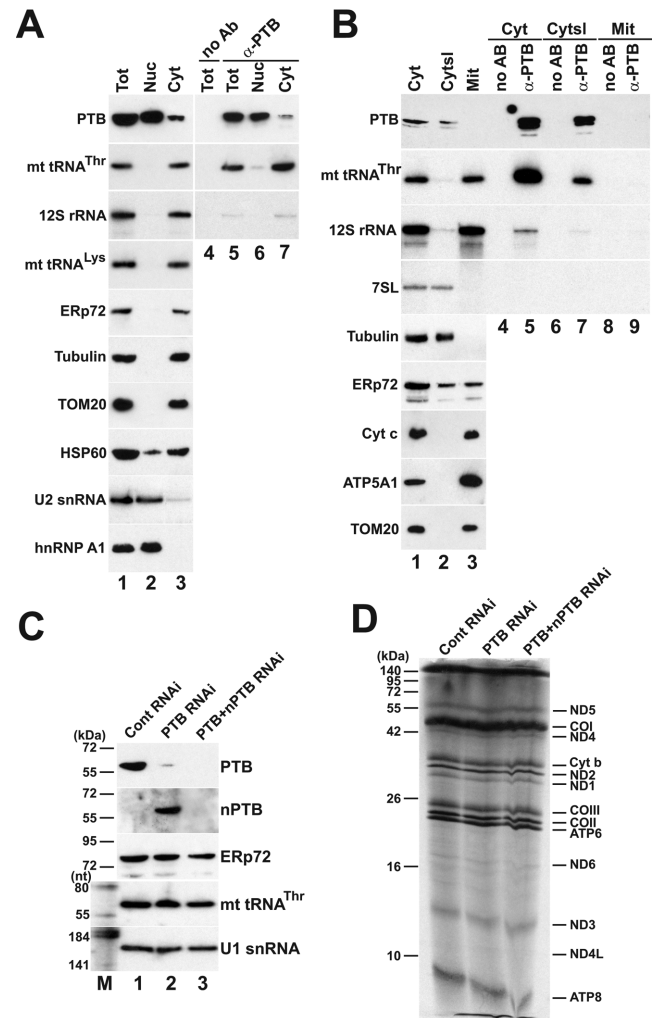 A
no Ab
α-PTB
Tot Nuc Cyt Tot Tot Nuc Cyt
PTB
mt tRNAThr
12S rRNA
4 5 6 7
mt tRNALys
ERp72
Tubulin
TOM20
HSP60
U2 snRNA
hnRNP A1
1 2 3
B
Cyt Cytsl Mit
Cyt Cytsl Mit no AB α-PTB no AB α-PTB no AB α-PTB
PTB
mt tRNAThr
12S rRNA
7SL
4 5 6 7 8 9
Tubulin
ERp72
Cyt c
ATP5A1
TOM20
1 2 3
C
Cont RNAi PTB RNAi PTB+nPTB RNAi
(kDa)
72
55 PTB
72
55 nPTB
95
72 ERp72
(nt)
80
55 mt tRNAThr
184
141 U1 snRNA
M 1 2 3
D
Cont RNAi PTB RNAi PTB+nPTB RNAi
(kDa)
140
95
72
55 ND5
COI
42 ND4
Cyt b
ND2
ND1
26
COIII
COII
ATP6
16 ND6
ND3
10 ND4L
ATP8